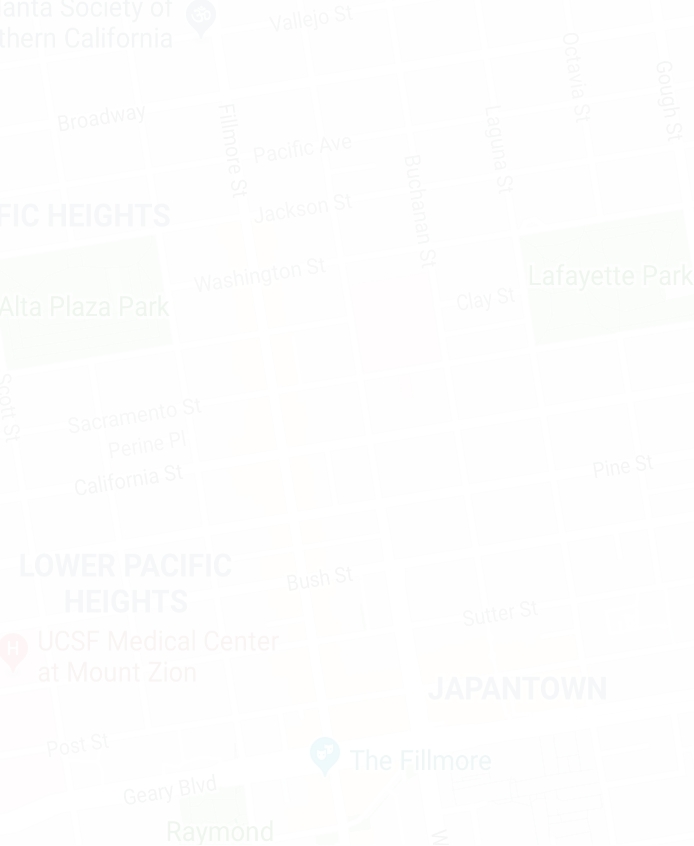 anta Society of
thern California
Vallejo St
Octavia St
Gough St
Broadway
Fillmore St
Pacific Ave
Laguna St
Buchanan St
FIC HEIGHTS
Jackson St
Washington St
Lafayette Park
Alta Plaza Park
Clay St
Scott St
Sacramento St
Perine Pl
California St
Pine St
LOWER PACIFIC
HEIGHTS
Bush St
Sutter St
H
UCSF Medical Center
at Mount Zion
JAPANTOWN
Post St
The Fillmore
Geary Blvd
Raymond
W